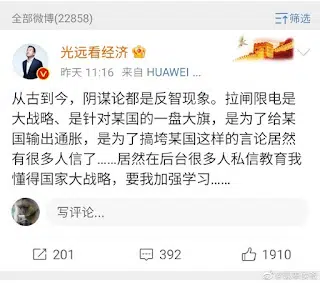 全部微博(22858)
筛选
光远看经济
昨天 11:16 来自 HUAWEI ...
从古到今，阴谋论都是反智现象。拉闸限电是
大战略、是针对某国的一盘大旗，是为了给某
国输出通胀，是为了搞垮某国这样的言论居然
有很多人信了……居然在后台很多人私信教育我
懂得国家大战略，要我加强学习……
写评论...
201
392
1910